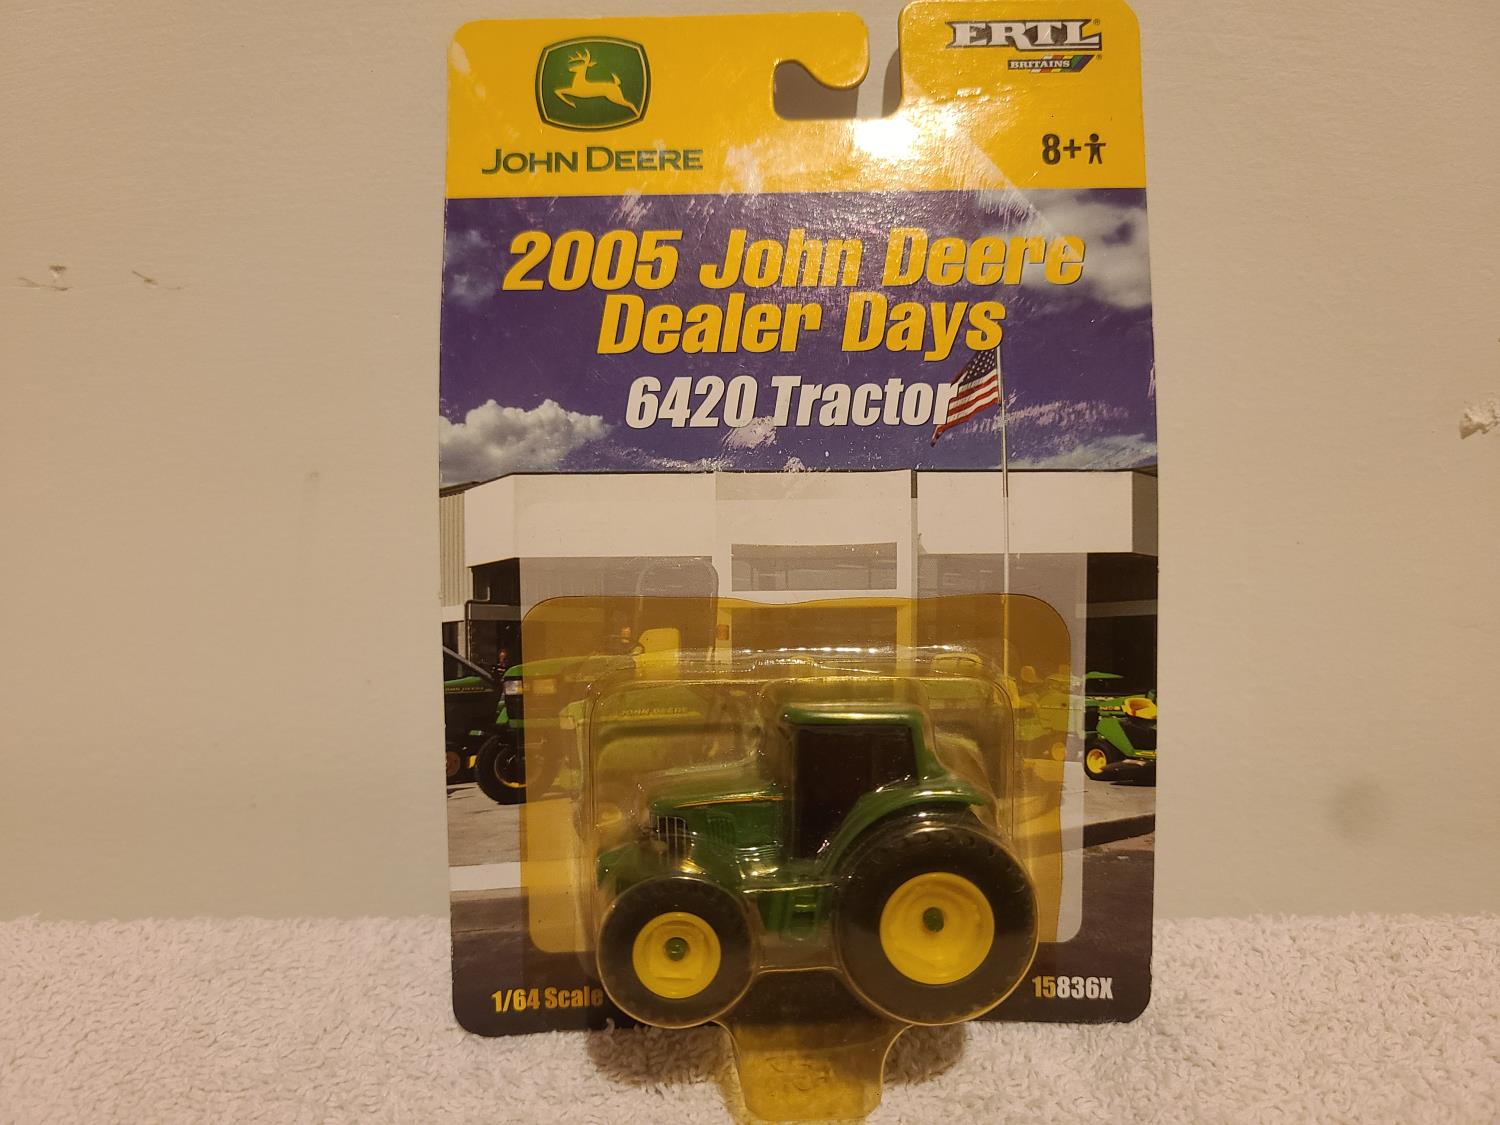 ERTL®
BRITAINS®
JOHN DEERE
8+
2005 John Deere
Dealer Days
6420 Tractor
JOHN DEERE
1/64 Scale
15836X